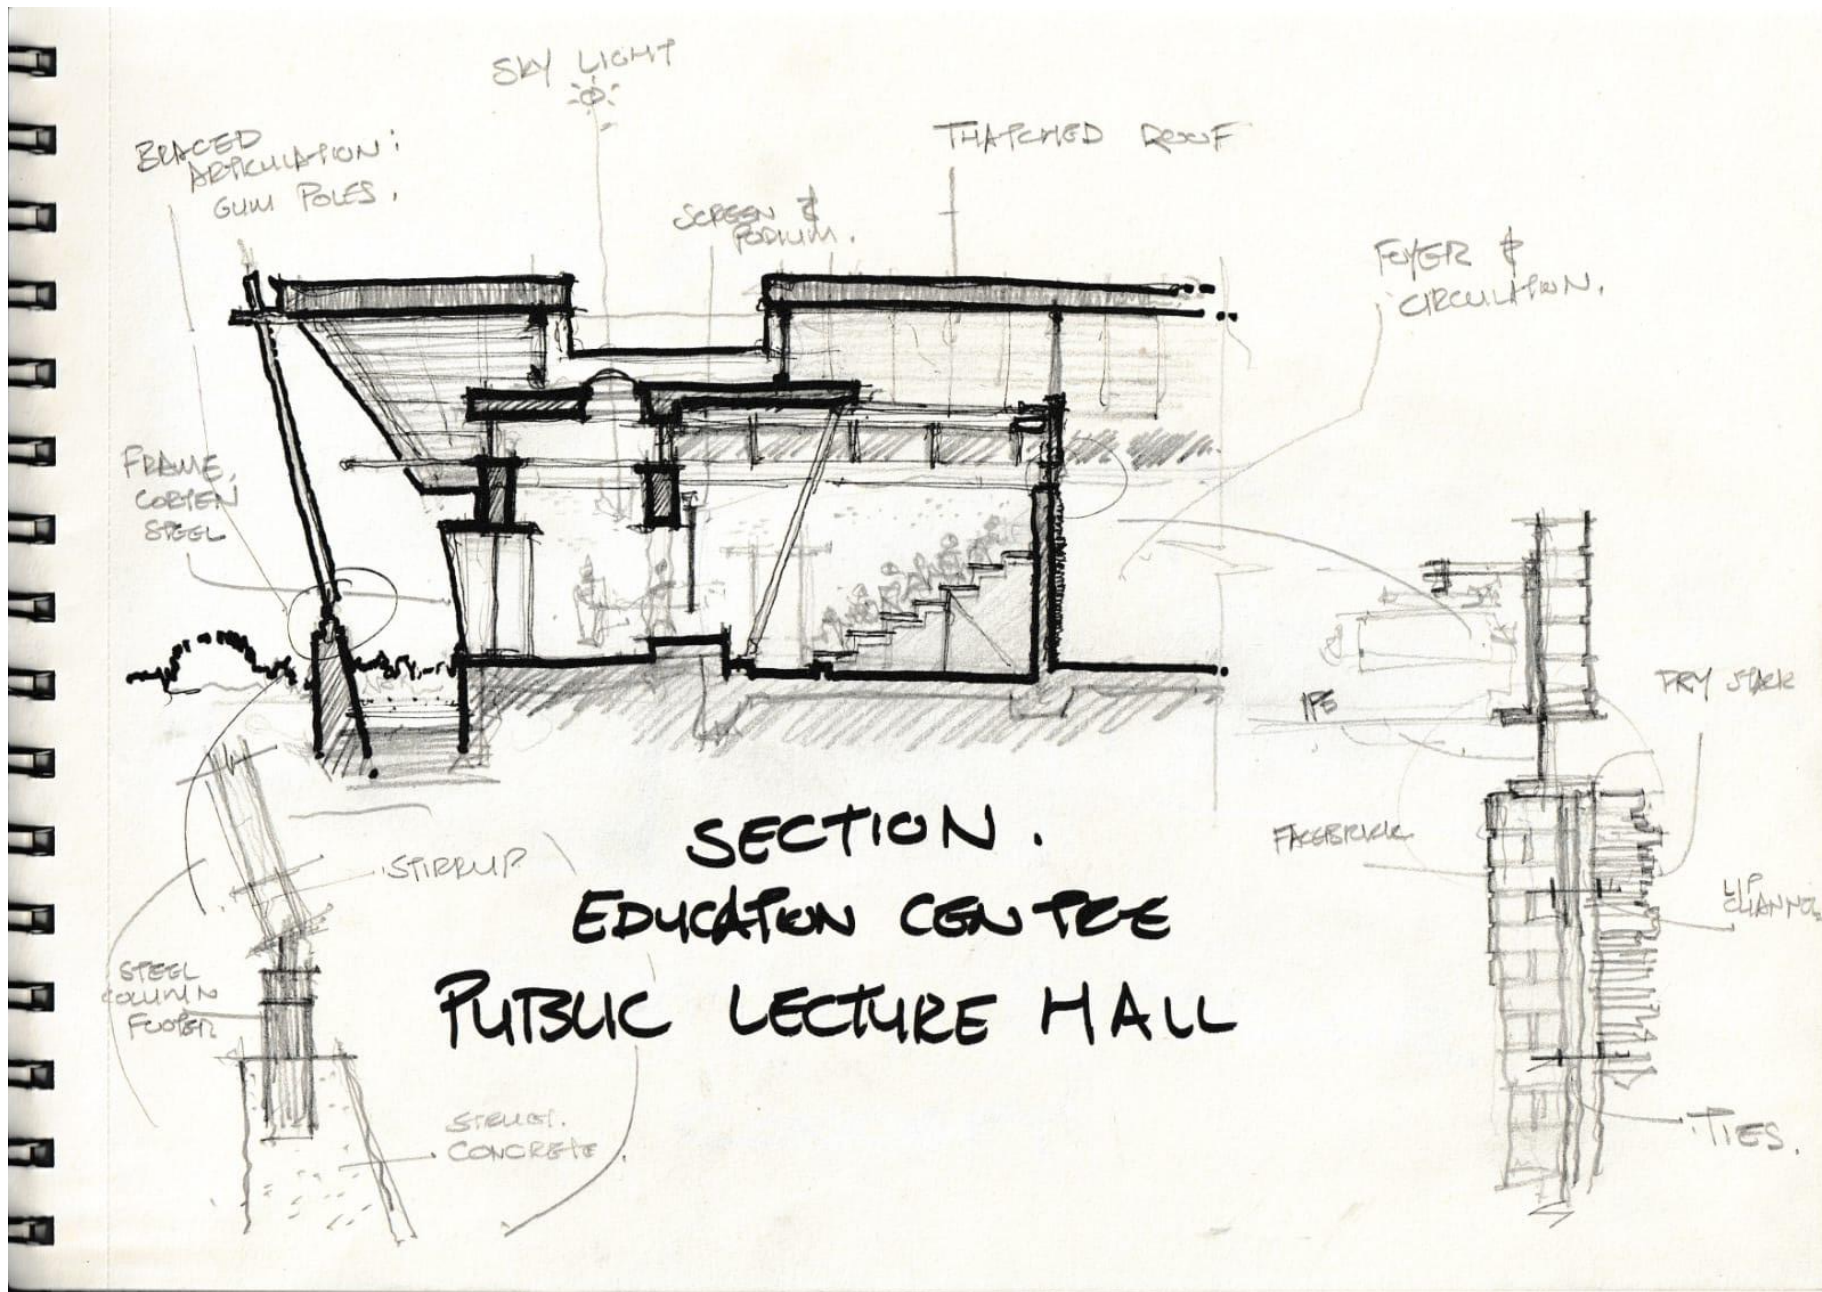 SKY LIGHT
BRACED
ARTICULATION:
GUM POLES.
SCREEN &
PODIUM.
THATCHED ROOF
FOYER &
CIRCULATION.
FRAME,
CORTEN
STEEL
IPE
DRY STACK
FACEBRICK
LIP
CHANNEL
TIES.
STIRRUP
STEEL
COLUMN
FOOTER
STRUCT.
CONCRETE.
SECTION.
EDUCATION CENTRE
PUBLIC LECTURE HALL